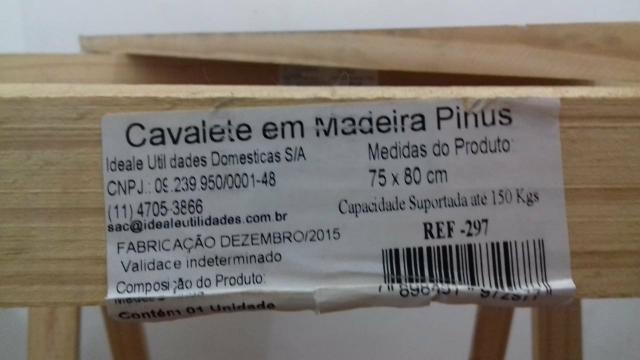 Cavalete em Madeira Pinus
Ideale Utilidades Domesticas S/A
CNPJ.: 09.239.950/0001-48
(11) 4705-3866
sac@idealeutilidades.com.br
FABRICAÇÃO DEZEMBRO/2015
Validace indeterminado
Composição do Produto:
Contém 01 Unidade
Medidas do Produto:
75 x 80 cm
Capacidade Suportada até 150 Kgs
REF -297